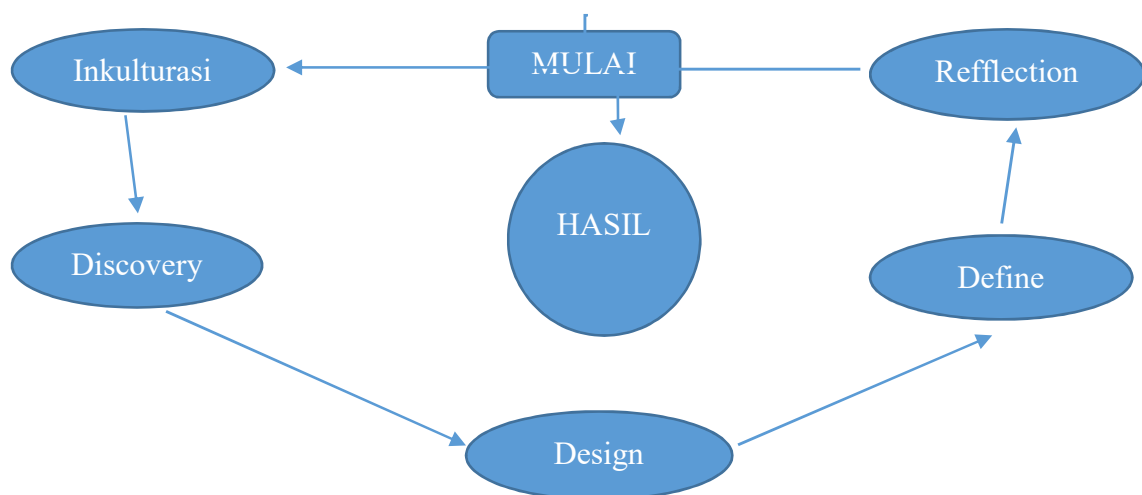 MULAI
Inkulturasi
Refflection
HASIL
Discovery
Define
Design